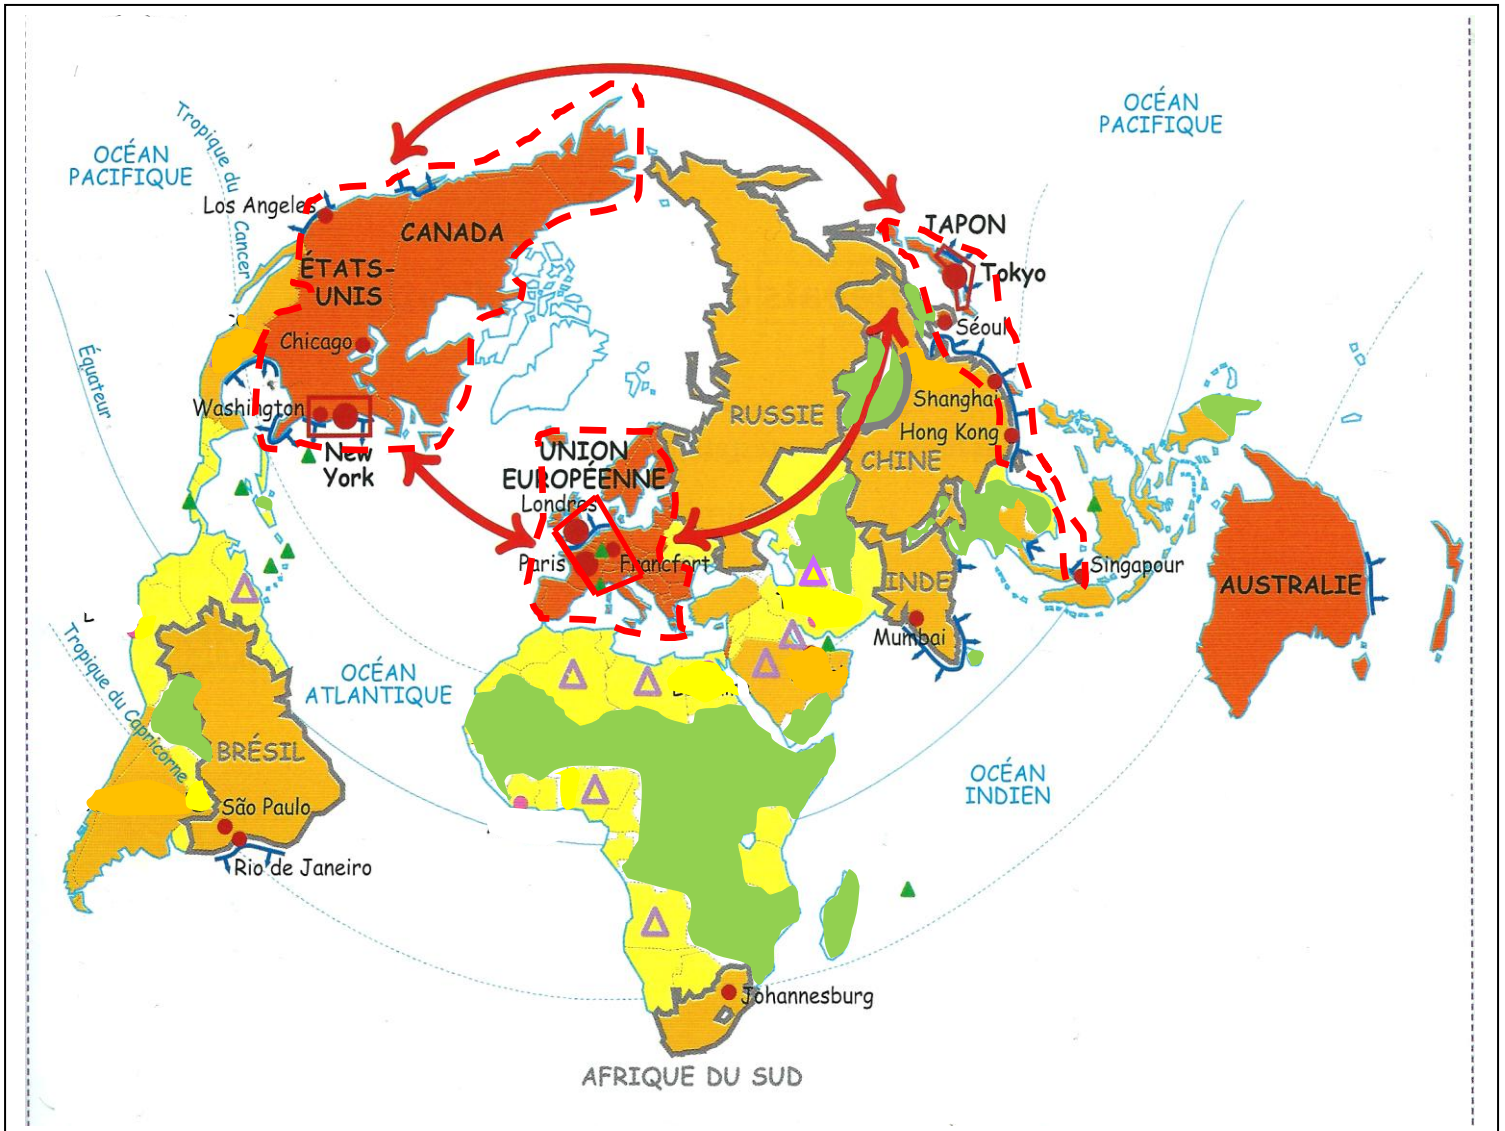 OCÉAN
PACIFIQUE
Tropique du
Cancer
OCÉAN
PACIFIQUE
Los Angeles
CANADA
JAPON
Tokyo
ÉTATS-
UNIS
Séoul
Chicago
Équateur
Washington
New
York
RUSSIE
Shanghai
Hong Kong
CHINE
UNION
EUROPÉENNE
Londres
Paris
Francfort
INDE
Singapour
AUSTRALIE
Mumbai
Tropique du Capricorne
OCÉAN
ATLANTIQUE
BRÉSIL
OCÉAN
INDIEN
São Paulo
Rio de Janeiro
Johannesburg
AFRIQUE DU SUD